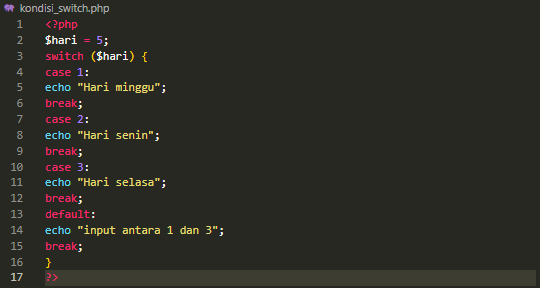 kondisi_switch.php
1 <?php
2 $hari = 5;
3 switch ($hari) {
4 case 1:
5 echo "Hari minggu";
6 break;
7 case 2:
8 echo "Hari senin";
9 break;
10 case 3:
11 echo "Hari selasa";
12 break;
13 default:
14 echo "input antara 1 dan 3";
15 break;
16 }
17 ?>